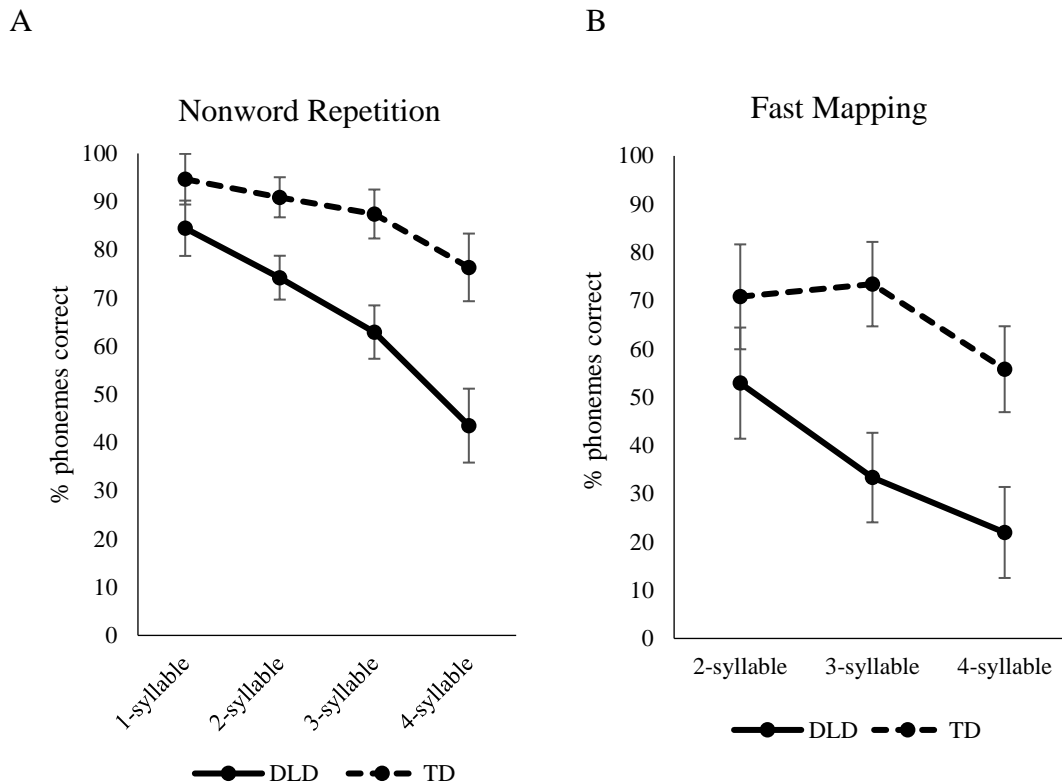 A
Nonword Repetition
100
90
80
70
60
50
40
30
20
10
0
% phonemes correct
1-syllable
2-syllable
3-syllable
4-syllable
DLD
TD
B
Fast Mapping
100
90
80
70
60
50
40
30
20
10
0
% phonemes correct
2-syllable
3-syllable
4-syllable
DLD
TD